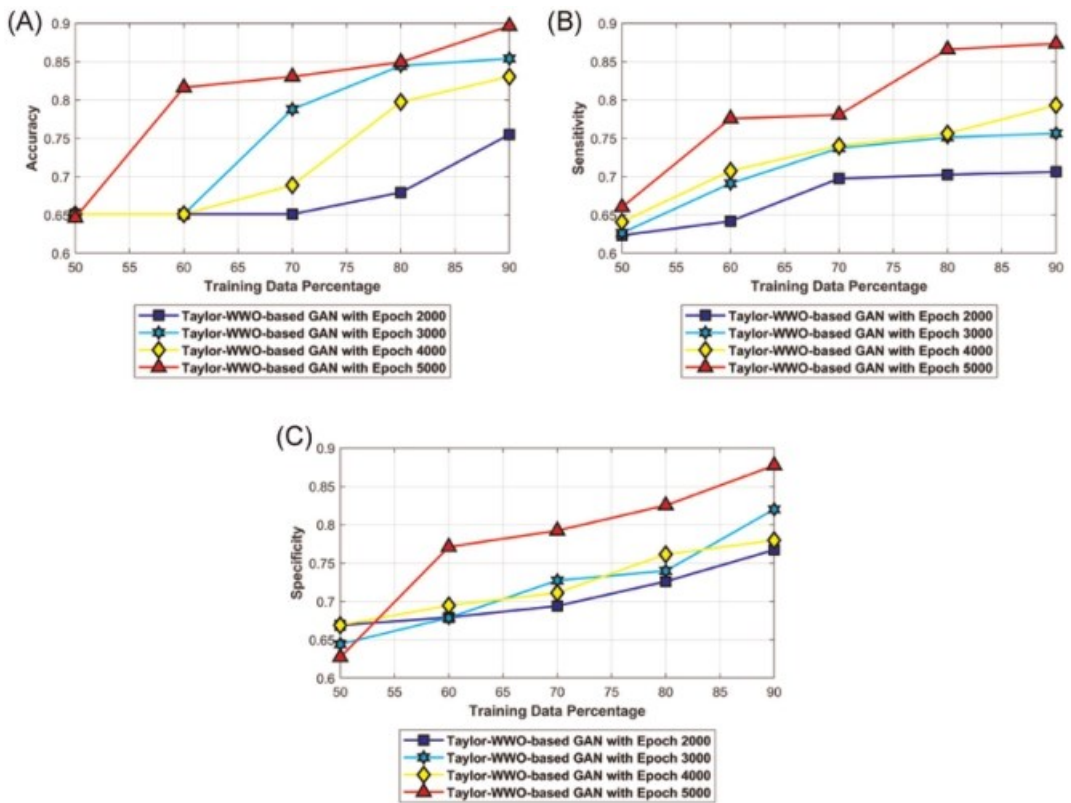 (A)
0.9
0.85
0.8
0.75
0.7
0.65
0.6
Accuracy
50 55 60 65 70 75 80 85 90
Training Data Percentage
Taylor-WWO-based GAN with Epoch 2000
Taylor-WWO-based GAN with Epoch 3000
Taylor-WWO-based GAN with Epoch 4000
Taylor-WWO-based GAN with Epoch 5000
(B)
0.9
0.85
0.8
0.75
0.7
0.65
0.6
Sensitivity
50 55 60 65 70 75 80 85 90
Training Data Percentage
Taylor-WWO-based GAN with Epoch 2000
Taylor-WWO-based GAN with Epoch 3000
Taylor-WWO-based GAN with Epoch 4000
Taylor-WWO-based GAN with Epoch 5000
(C)
0.9
0.85
0.8
0.75
0.7
0.65
0.6
Specificity
50 55 60 65 70 75 80 85 90
Training Data Percentage
Taylor-WWO-based GAN with Epoch 2000
Taylor-WWO-based GAN with Epoch 3000
Taylor-WWO-based GAN with Epoch 4000
Taylor-WWO-based GAN with Epoch 5000